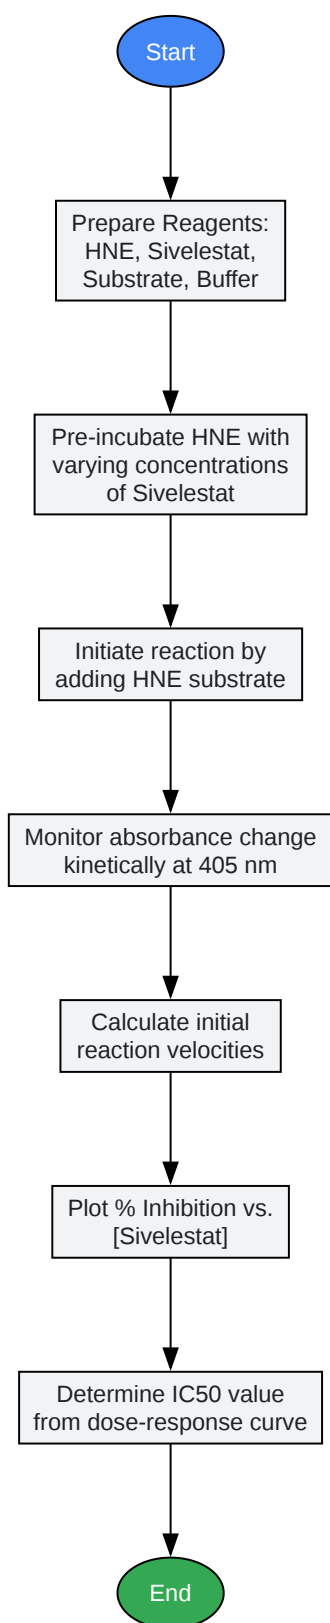 Start
Prepare Reagents:
HNE, Sivelestat,
Substrate, Buffer
Pre-incubate HNE with
varying concentrations
of Sivelestat
Initiate reaction by
adding HNE substrate
Monitor absorbance change
kinetically at 405 nm
Calculate initial
reaction velocities
Plot % Inhibition vs.
[Sivelestat]
Determine IC50 value
from dose-response curve
End